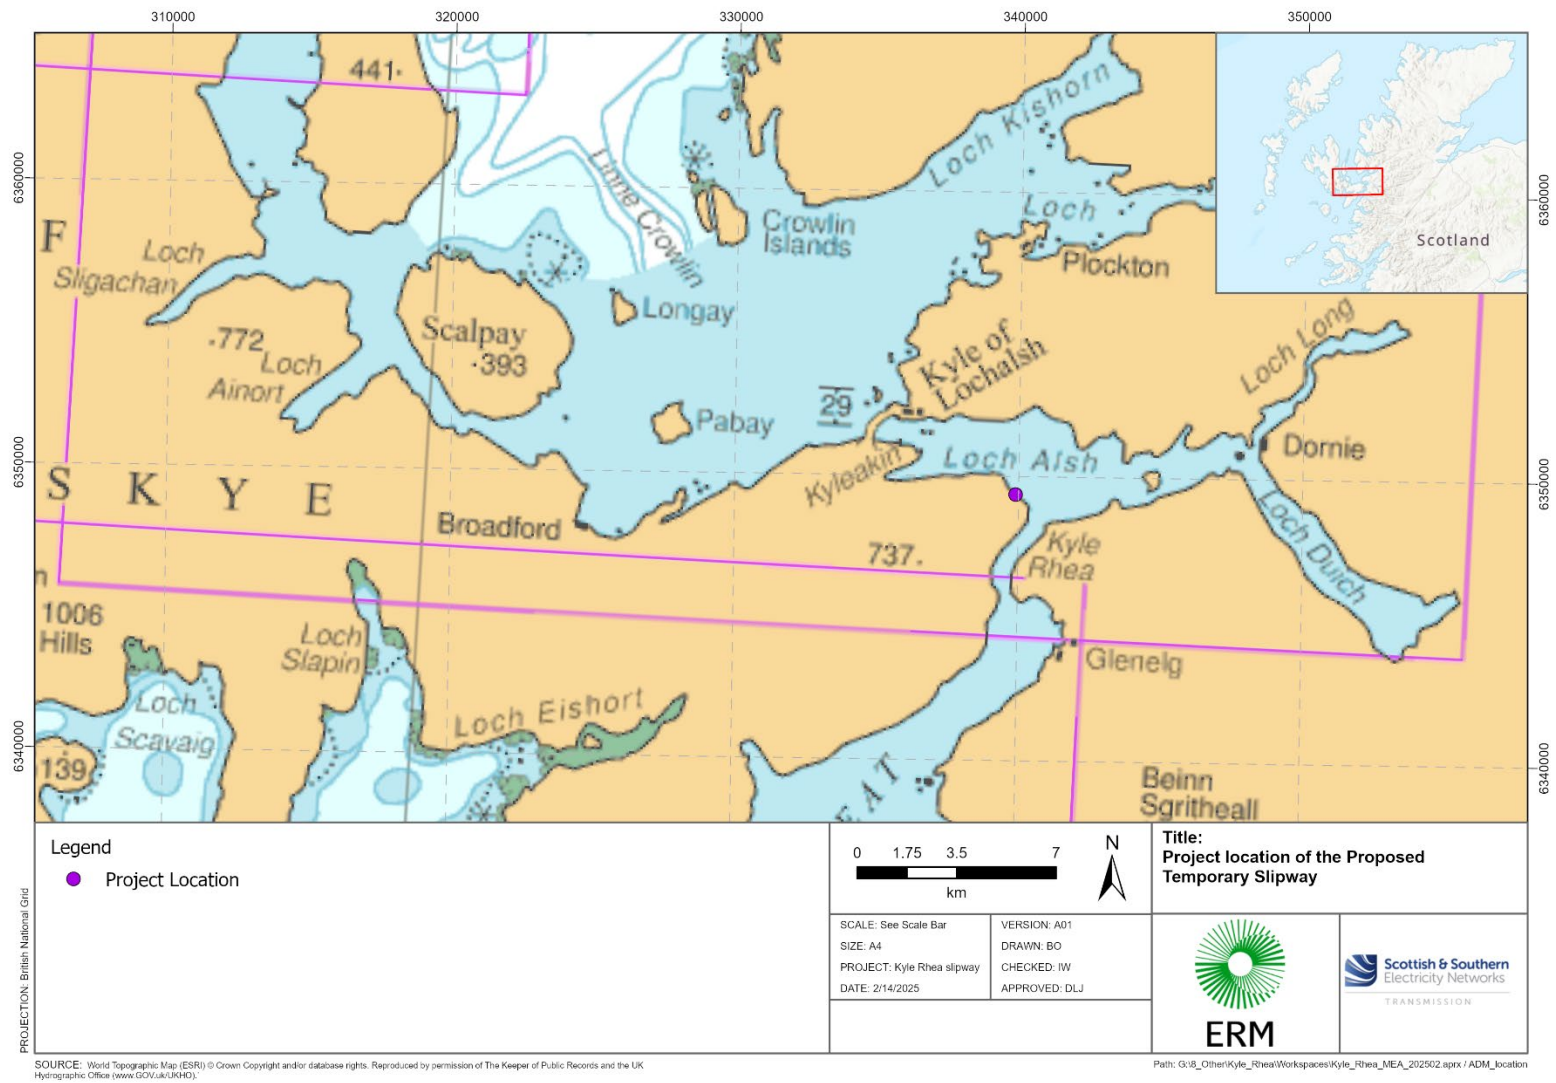 310000
320000
330000
340000
350000
6360000
6350000
6340000
6360000
6350000
6340000
441
Linne Crowlin
Loch Kishorn
Loch
Crowlin
Islands
Plockton
Scotland
F
Loch
Sligachan
Longay
772
Loch
Ainort
Scalpay
393
Pabay
29
Kyle of
Lochalsh
Loch Long
Dornie
Loch Alsh
Kyleakin
S K Y E
Broadford
737
Kyle
Rhea
Loch Duich
n
1006
Hills
Loch
Slapin
Glenelg
Loch
Scavaig
Loch Eishort
139
EAT
Beinn
Sgritheall
Legend
Project Location
0 1.75 3.5 7
km
N
Title:
Project location of the Proposed
Temporary Slipway
SCALE: See Scale Bar
SIZE: A4
PROJECT: Kyle Rhea slipway
DATE: 2/14/2025
VERSION: A01
DRAWN: BO
CHECKED: IW
APPROVED: DLJ
ERM
Scottish & Southern
Electricity Networks
TRANSMISSION
PROJECTION: British National Grid
SOURCE: World Topographic Map (ESRI) © Crown Copyright and/or database rights. Reproduced by permission of The Keeper of Public Records and the UK
Hydrographic Office (www.GOV.uk/UKHO).'
Path: G:\8_Other\Kyle_Rhea\Workspaces\Kyle_Rhea_MEA_202502.aprx / ADM_location